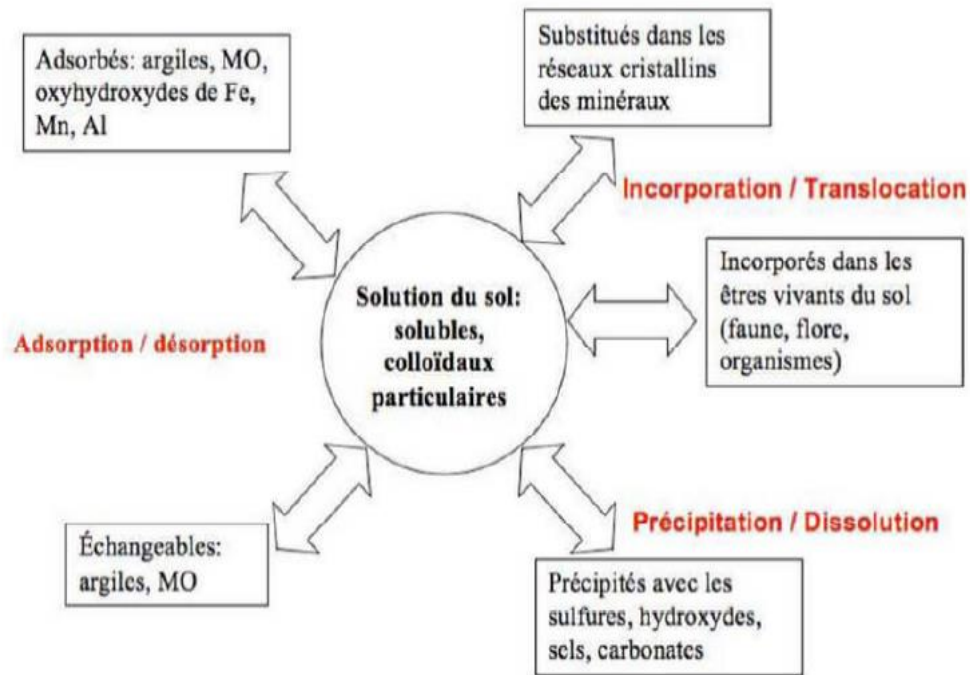 Adsorbés: argiles, MO,
oxyhydroxydes de Fe,
Mn, Al
Substitués dans les
réseaux cristallins
des minéraux
Incorporation / Translocation
Incorporés dans les
êtres vivants du sol
(faune, flore,
organismes)
Solution du sol:
solubles,
colloïdaux
particulaires
Adsorption / désorption
Échangeables:
argiles, MO
Précipitation / Dissolution
Précipités avec les
sulfures, hydroxydes,
sels, carbonates